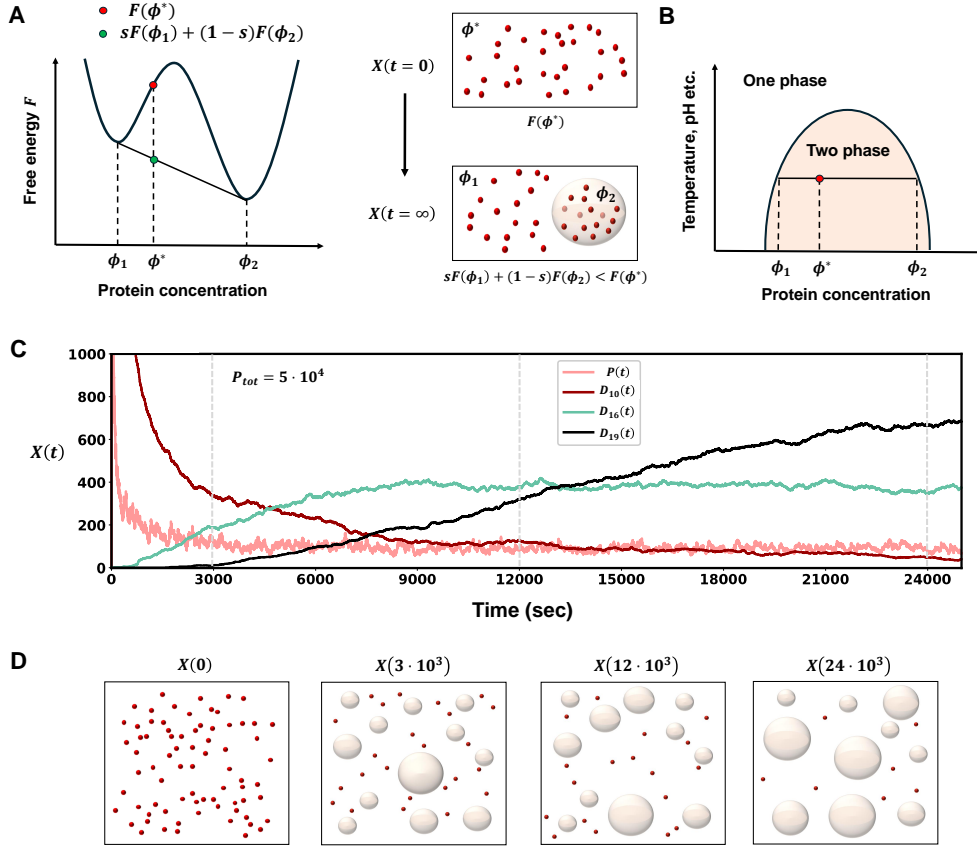 A
F(ϕ*)
sF(ϕ₁) + (1 − s)F(ϕ₂)
Free energy F
ϕ₁ ϕ* ϕ₂
Protein concentration
X(t = 0)
ϕ*
F(ϕ*)
X(t = ∞)
ϕ₁
ϕ₂
sF(ϕ₁) + (1 − s)F(ϕ₂) < F(ϕ*)
B
Temperature, pH etc.
One phase
Two phase
ϕ₁ ϕ* ϕ₂
Protein concentration
C
X(t)
1000
800
600
400
200
0
P_tot = 5 · 10⁴
P(t)
D₁₀(t)
D₁₆(t)
D₁₉(t)
0 3000 6000 9000 12000 15000 18000 21000 24000
Time (sec)
D
X(0) X(3 · 10³) X(12 · 10³) X(24 · 10³)